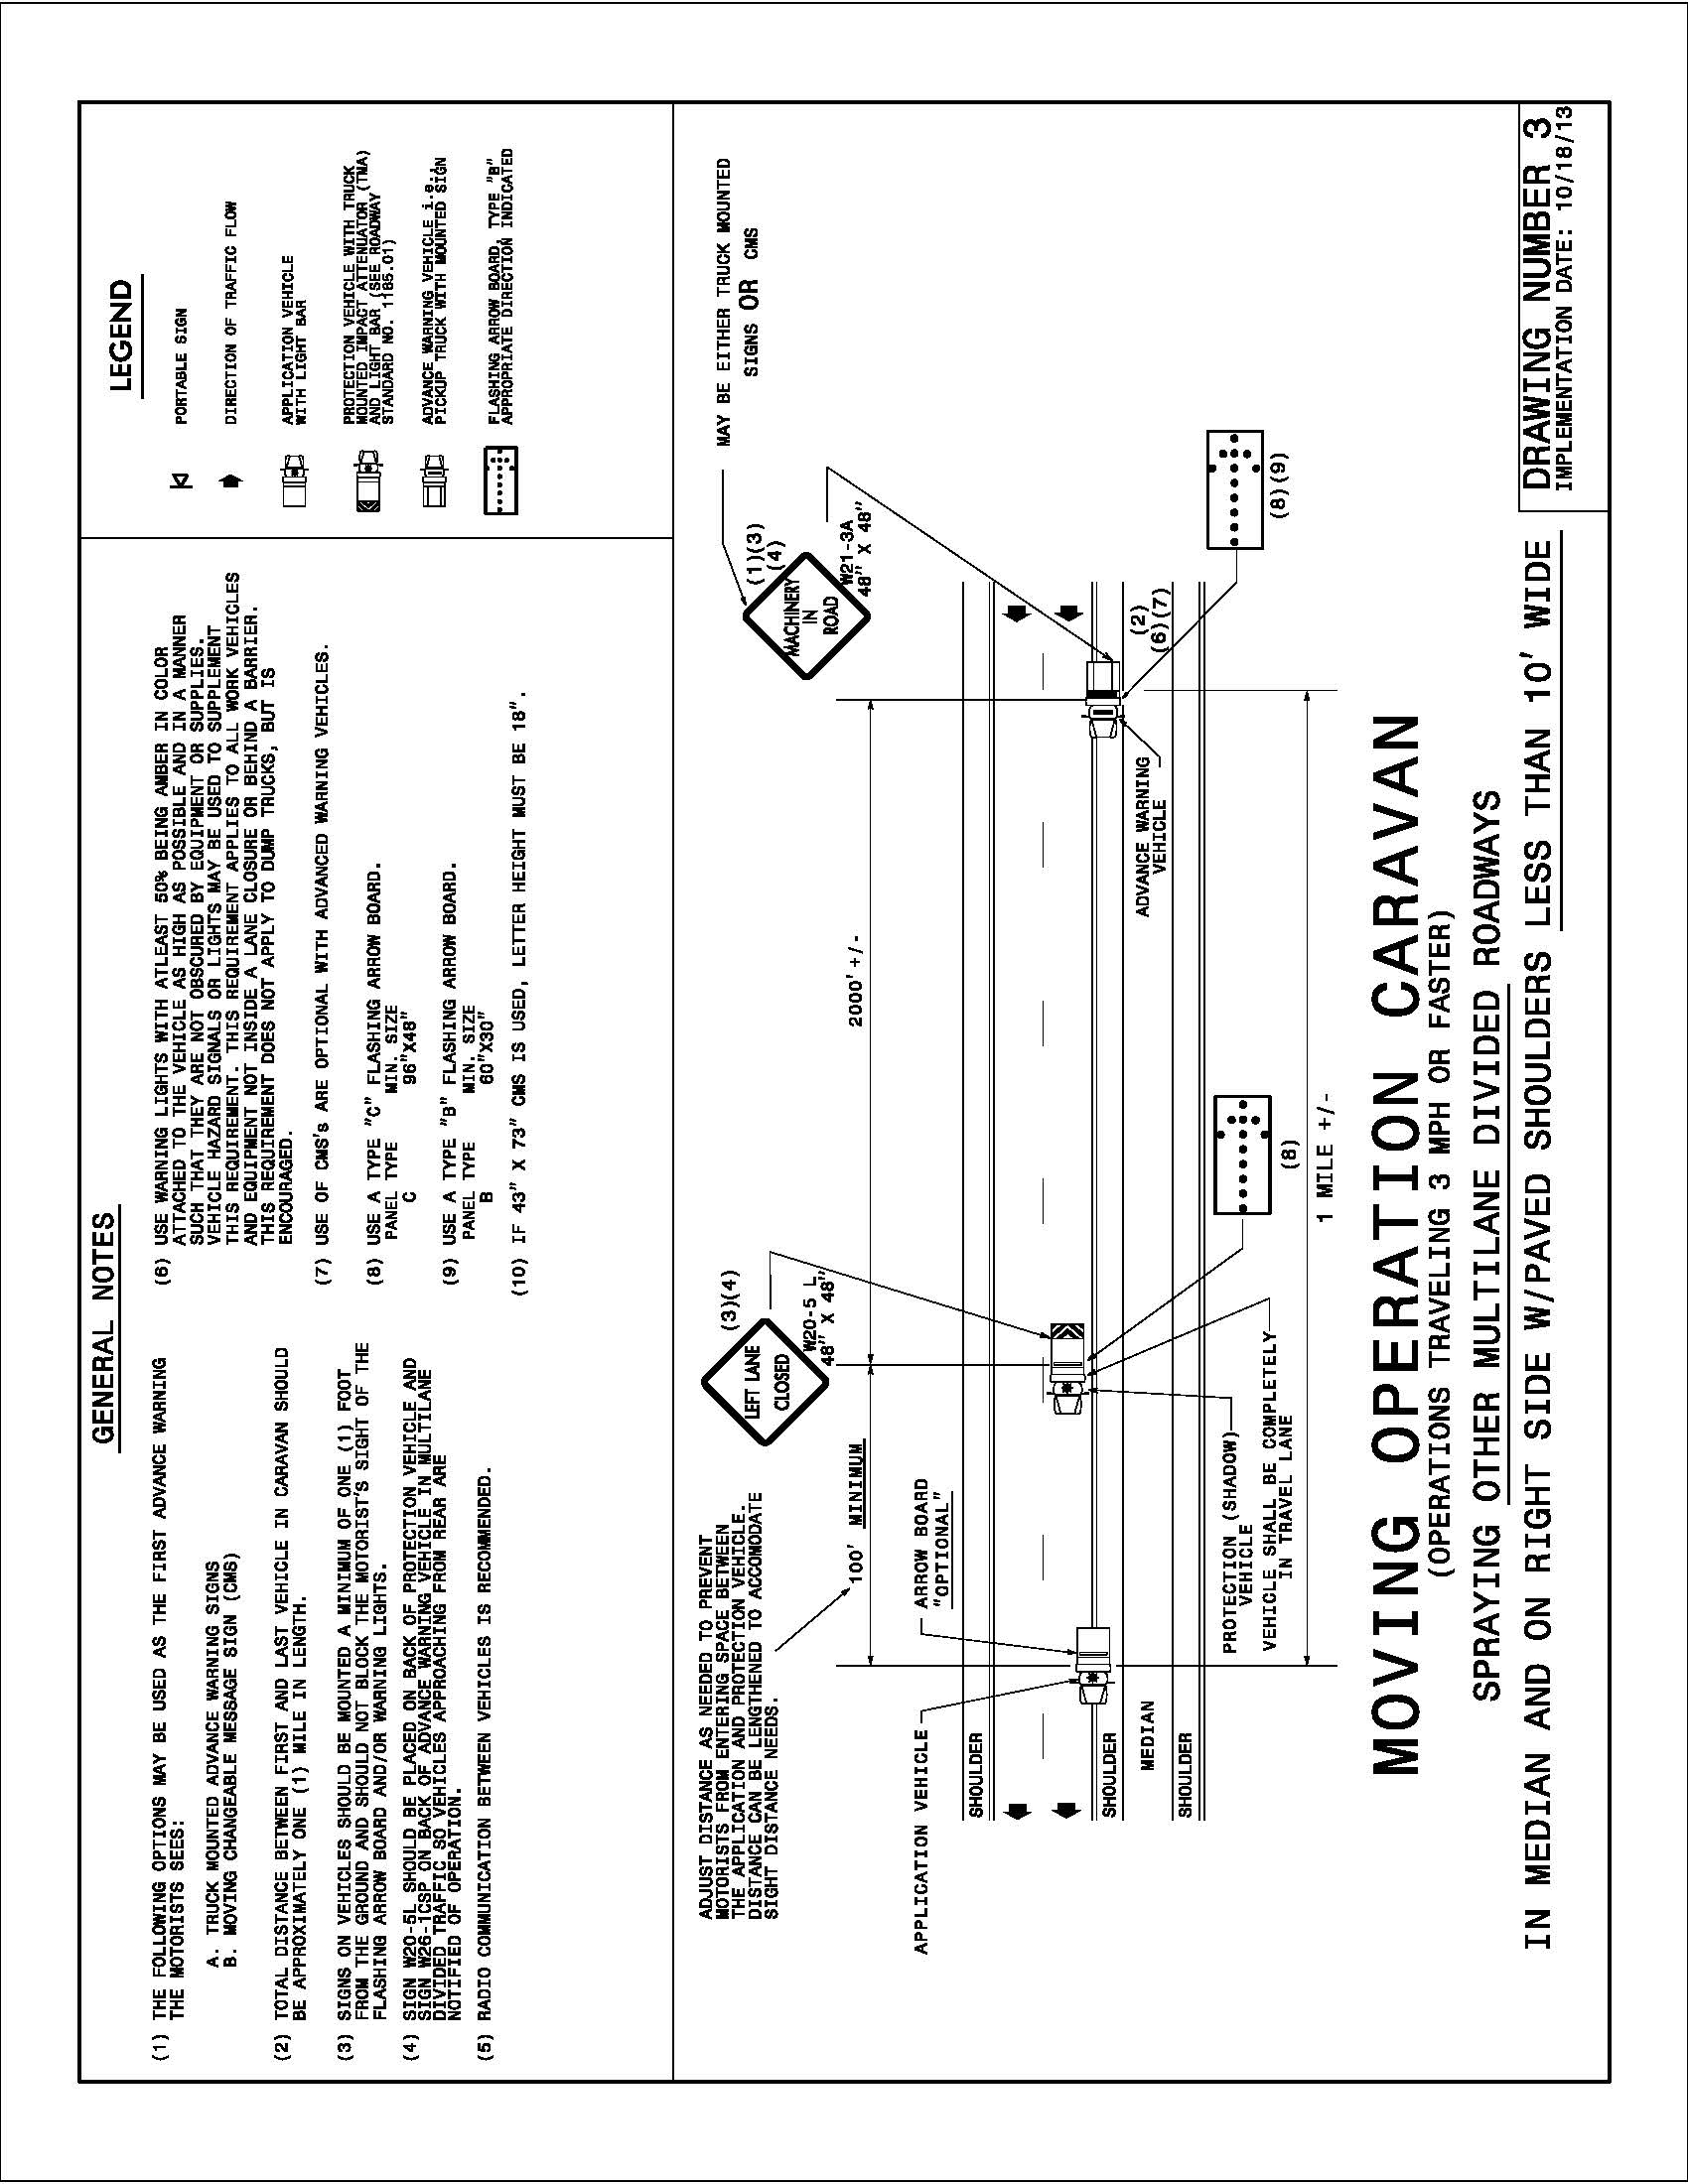 GENERAL NOTES
(1) THE FOLLOWING OPTIONS MAY BE USED AS THE FIRST ADVANCE WARNING
THE MOTORISTS SEES:
A. TRUCK MOUNTED ADVANCE WARNING SIGNS
B. MOVING CHANGEABLE MESSAGE SIGN (CMS)
(2) TOTAL DISTANCE BETWEEN FIRST AND LAST VEHICLE IN CARAVAN SHOULD
BE APPROXIMATELY ONE (1) MILE IN LENGTH.
(3) SIGNS ON VEHICLES SHOULD BE MOUNTED A MINIMUM OF ONE (1) FOOT
FROM THE GROUND AND SHOULD NOT BLOCK THE MOTORIST'S SIGHT OF THE
FLASHING ARROW BOARD AND/OR WARNING LIGHTS.
(4) SIGN W20-5L SHOULD BE PLACED ON BACK OF PROTECTION VEHICLE AND
SIGN W26-1CSP ON BACK OF ADVANCE WARNING VEHICLE IN MULTILANE
DIVIDED TRAFFIC SO VEHICLES APPROACHING FROM REAR ARE
NOTIFIED OF OPERATION.
(5) RADIO COMMUNICATION BETWEEN VEHICLES IS RECOMMENDED.
(6) USE WARNING LIGHTS WITH ATLEAST 50% BEING AMBER IN COLOR
ATTACHED TO THE VEHICLE AS HIGH AS POSSIBLE AND IN A MANNER
SUCH THAT THEY ARE NOT OBSCURED BY EQUIPMENT OR SUPPLIES.
VEHICLE HAZARD SIGNALS OR LIGHTS MAY BE USED TO SUPPLEMENT
THIS REQUIREMENT. THIS REQUIREMENT APPLIES TO ALL WORK VEHICLES
AND EQUIPMENT NOT INSIDE A LANE CLOSURE OR BEHIND A BARRIER.
THIS REQUIREMENT DOES NOT APPLY TO DUMP TRUCKS, BUT IS
ENCOURAGED.
(7) USE OF CMS's ARE OPTIONAL WITH ADVANCED WARNING VEHICLES.
(8) USE A TYPE "C" FLASHING ARROW BOARD.
PANEL TYPE MIN. SIZE
C 96"X48"
(9) USE A TYPE "B" FLASHING ARROW BOARD.
PANEL TYPE MIN. SIZE
B 60"X30"
(10) IF 43" X 73" CMS IS USED, LETTER HEIGHT MUST BE 18".
LEGEND
PORTABLE SIGN
DIRECTION OF TRAFFIC FLOW
APPLICATION VEHICLE
WITH LIGHT BAR
PROTECTION VEHICLE WITH TRUCK
MOUNTED IMPACT ATTENUATOR (TMA)
AND LIGHT BAR (SEE ROADWAY
STANDARD NO. 1165.01)
ADVANCE WARNING VEHICLE i.e.,
PICKUP TRUCK WITH MOUNTED SIGN
FLASHING ARROW BOARD, TYPE "B"
APPROPRIATE DIRECTION INDICATED
ADJUST DISTANCE AS NEEDED TO PREVENT
MOTORISTS FROM ENTERING SPACE BETWEEN
THE APPLICATION AND PROTECTION VEHICLE.
DISTANCE CAN BE LENGTHENED TO ACCOMODATE
SIGHT DISTANCE NEEDS.
LEFT LANE
CLOSED
(3)(4)
W20-5 L
48" X 48"
MACHINERY
IN
ROAD
(1)(3)
(4)
W21-3A
48" X 48"
MAY BE EITHER TRUCK MOUNTED
SIGNS OR CMS
100' MINIMUM
2000'+/-
APPLICATION VEHICLE
ARROW BOARD
"OPTIONAL"
SHOULDER
SHOULDER
MEDIAN
SHOULDER
ADVANCE WARNING
VEHICLE
(2)
(6)(7)
PROTECTION (SHADOW)
VEHICLE
VEHICLE SHALL BE COMPLETELY
IN TRAVEL LANE
(8)
(8)(9)
1 MILE +/-
MOVING OPERATION CARAVAN
(OPERATIONS TRAVELING 3 MPH OR FASTER)
SPRAYING OTHER MULTILANE DIVIDED ROADWAYS
IN MEDIAN AND ON RIGHT SIDE W/PAVED SHOULDERS LESS THAN 10' WIDE
DRAWING NUMBER 3
IMPLEMENTATION DATE: 10/18/13